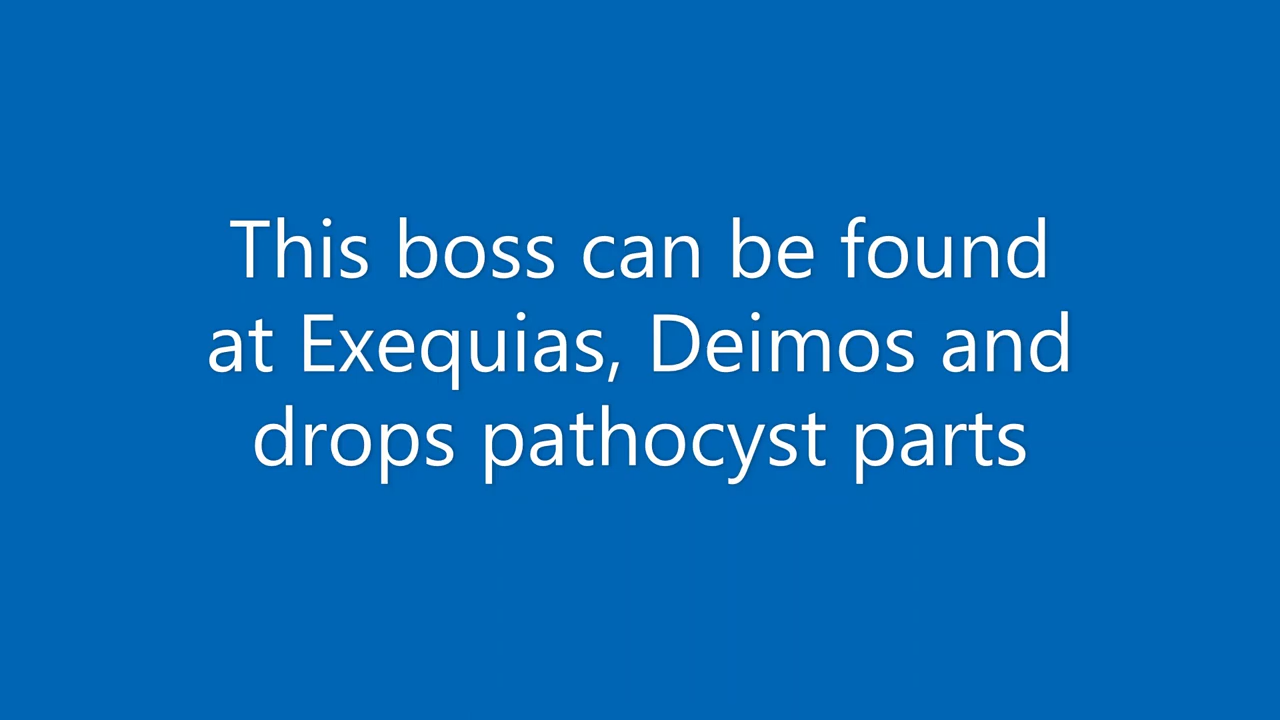 This boss can be found
at Exequias, Deimos and
drops pathocyst parts